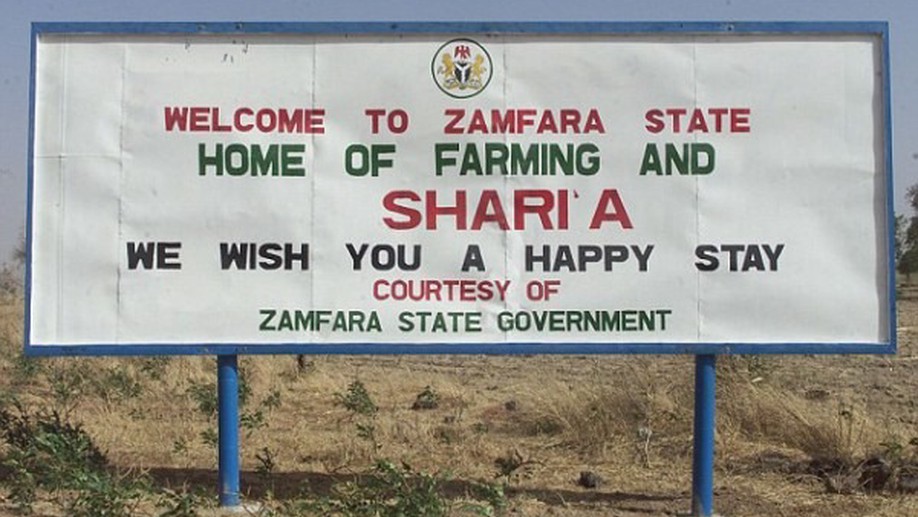 WELCOME TO ZAMFARA STATE
HOME OF FARMING AND
SHARI'A
WE WISH YOU A HAPPY STAY
COURTESY OF
ZAMFARA STATE GOVERNMENT